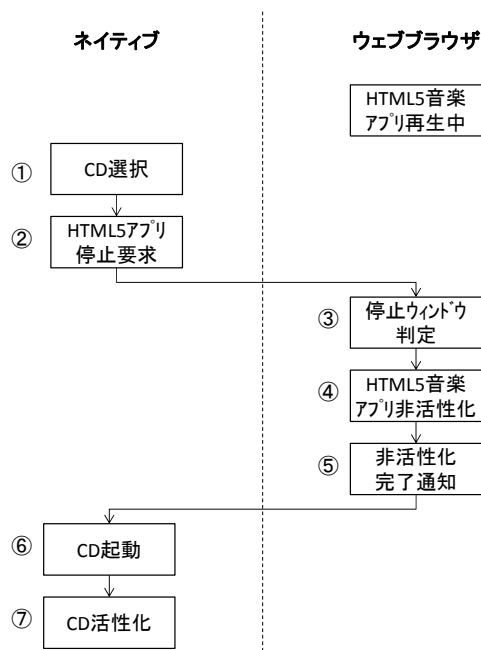 ネイティブ
ウェブブラウザ
HTML5音楽
アプリ再生中
① CD選択
② HTML5アプリ
停止要求
③ 停止ウィンドウ
判定
④ HTML5音楽
アプリ非活性化
⑤ 非活性化
完了通知
⑥ CD起動
⑦ CD活性化